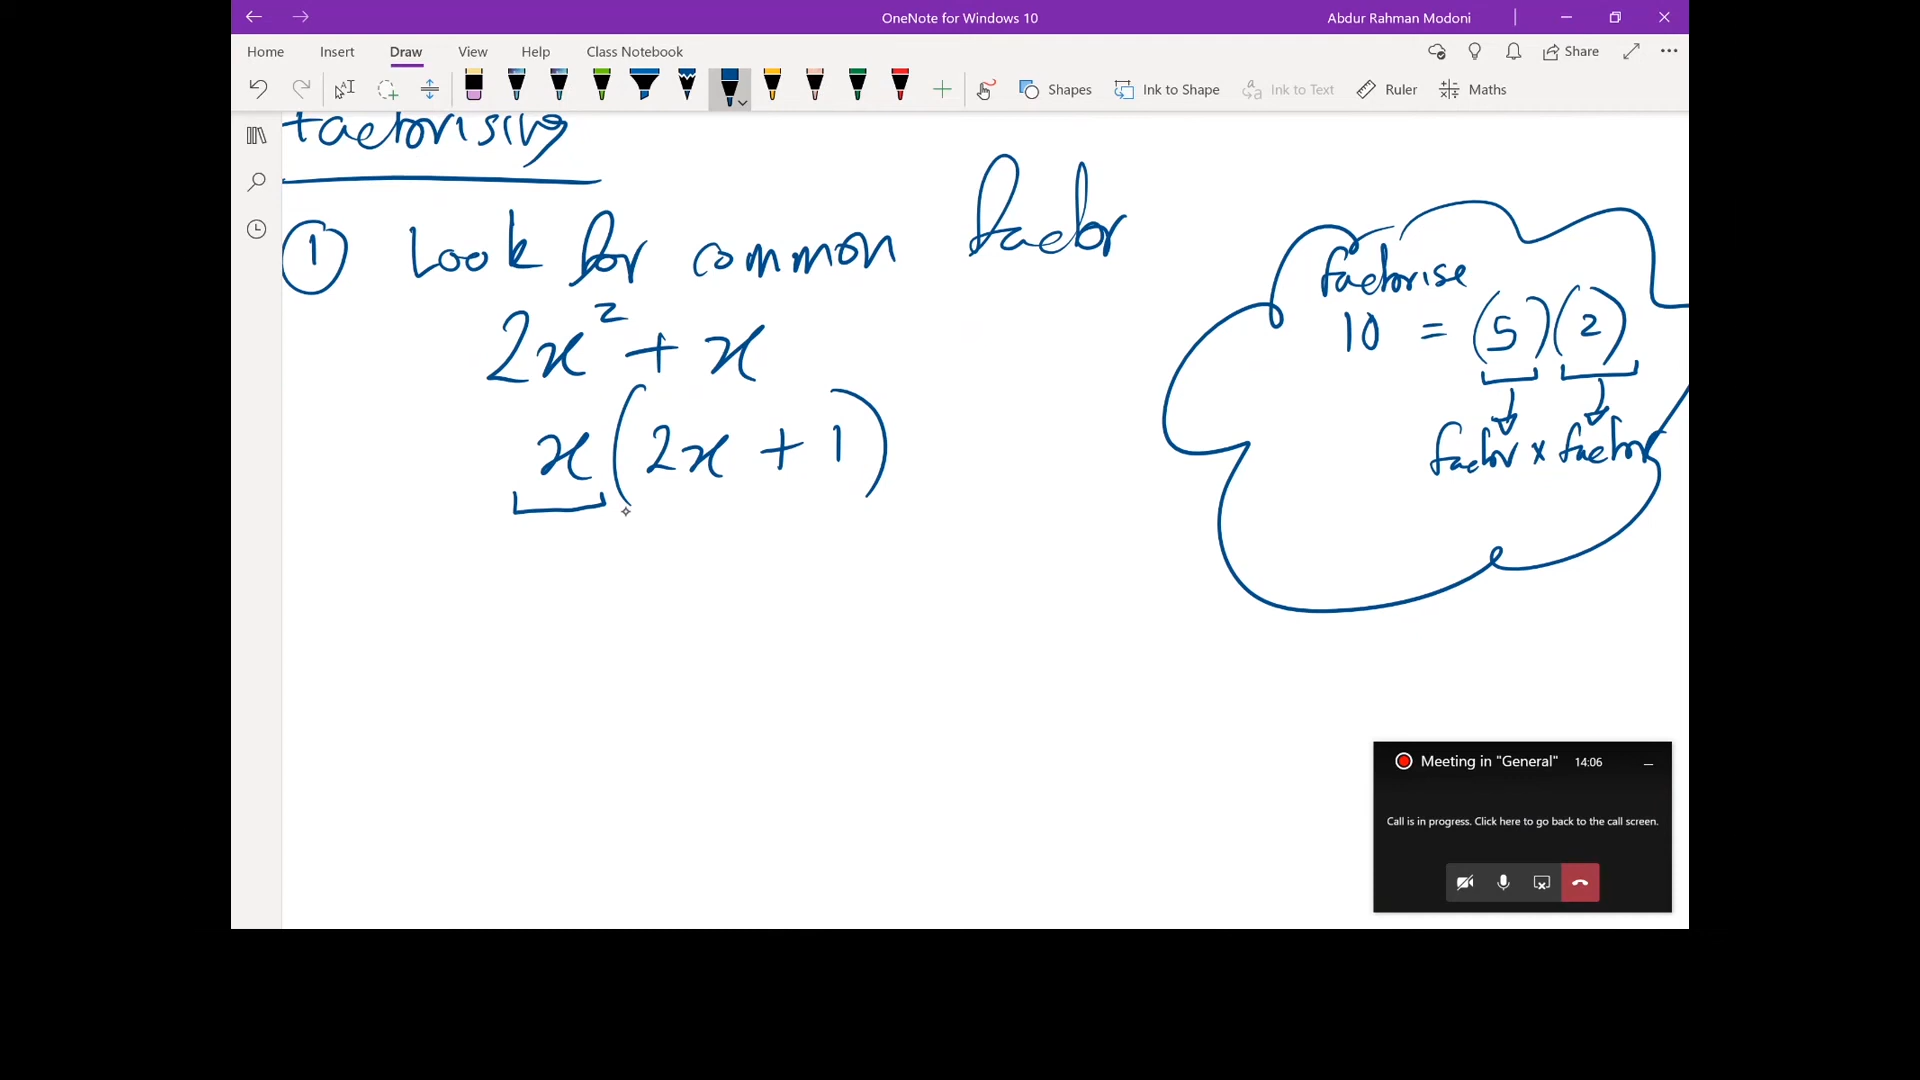 OneNote for Windows 10
Abdur Rahman Modoni
Home Insert Draw View Help Class Notebook
Share
Shapes Ink to Shape Ink to Text Ruler Maths
factorising
① Look for common factor
2x² + x
x(2x + 1)
factorise
10 = (5)(2)
factor x factor
Meeting in "General" 14:06
Call is in progress. Click here to go back to the call screen.